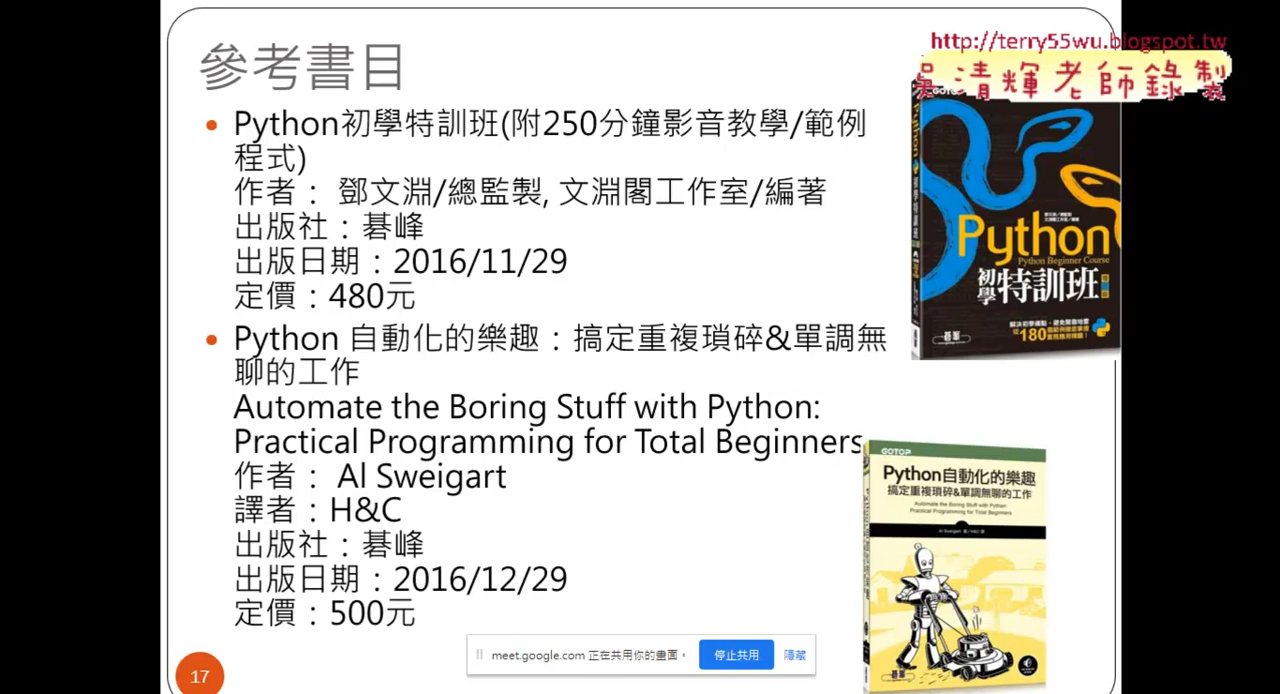 參考書目
http://terry55wu.blogspot.tw
吳清輝老師錄製
Python初學特訓班(附250分鐘影音教學/範例
程式)
作者： 鄧文淵/總監製, 文淵閣工作室/編著
出版社：碁峰
出版日期：2016/11/29
定價：480元
Python 自動化的樂趣：搞定重複瑣碎&單調無
聊的工作
Automate the Boring Stuff with Python:
Practical Programming for Total Beginners
作者： Al Sweigart
譯者：H&C
出版社：碁峰
出版日期：2016/12/29
定價：500元
Python
Python Beginner Course
初學特訓班
碁峯
GOTOP
Python自動化的樂趣
搞定重複瑣碎&單調無聊的工作
Automate the Boring Stuff with Python:
Practical Programming for Total Beginners
碁峯
meet.google.com 正在共用你的畫面。
停止共用
隱藏
17